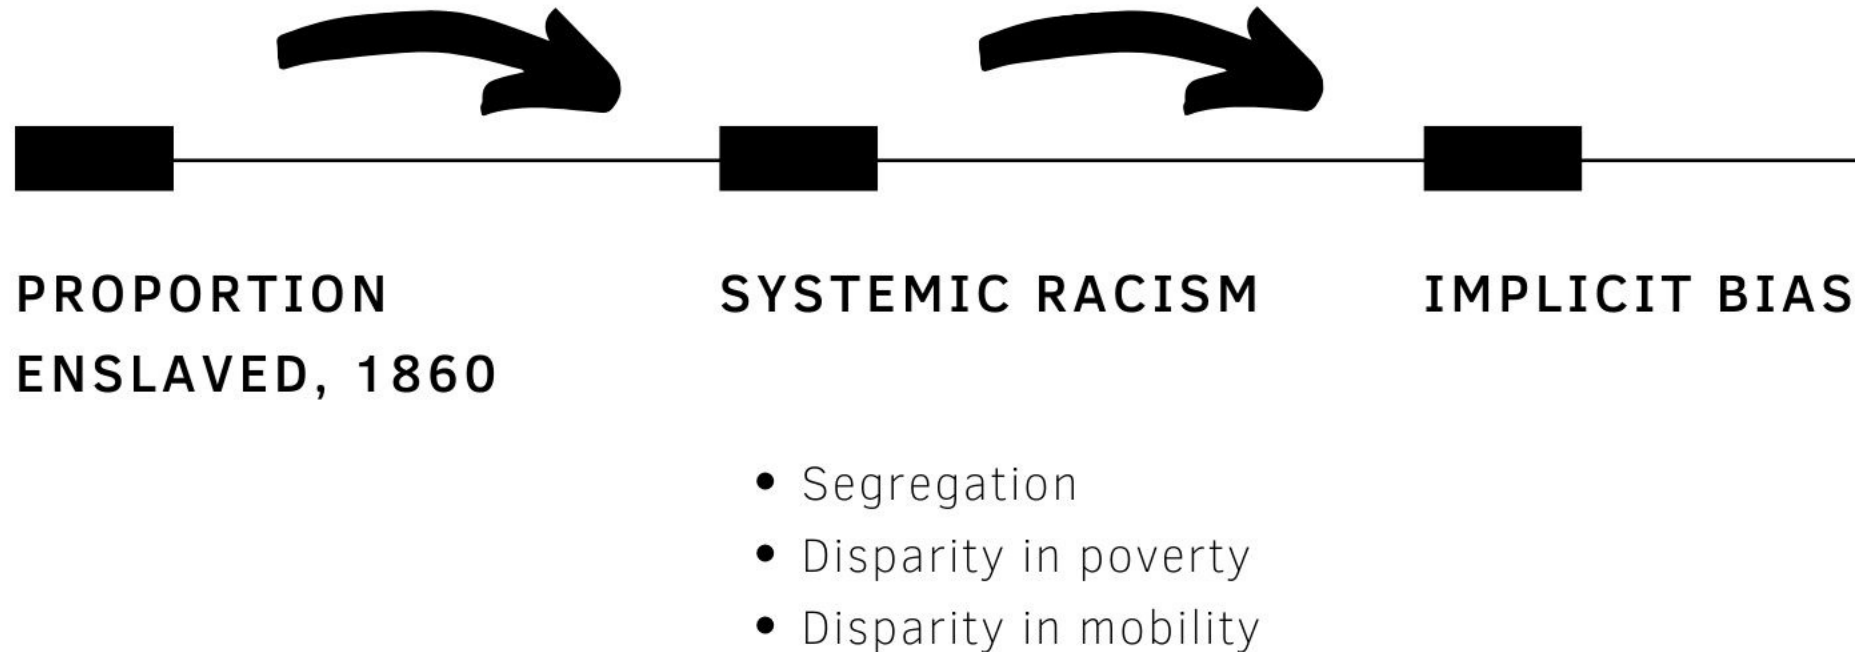 PROPORTION
ENSLAVED, 1860
SYSTEMIC RACISM
• Segregation
• Disparity in poverty
• Disparity in mobility
IMPLICIT BIAS